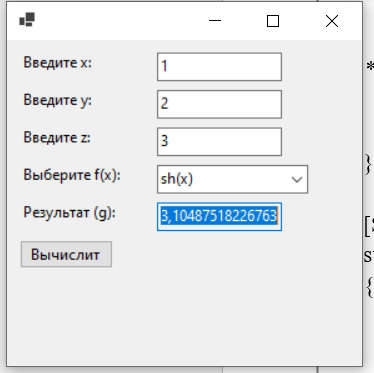 Введите x: 1
Введите y: 2
Введите z: 3
Выберите f(x): sh(x)
Результат (g): 3,10487518226763
Вычислит
*
}
{